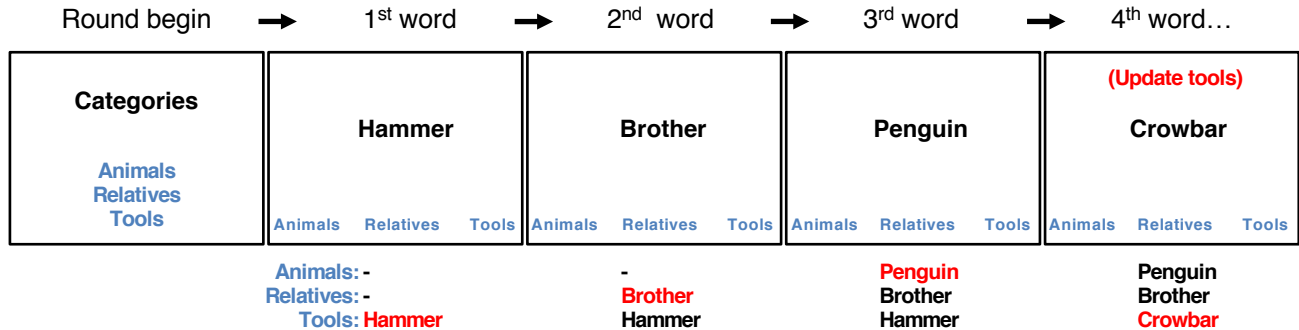 Round begin → 1st word → 2nd word → 3rd word → 4th word…
Categories
Animals
Relatives
Tools
Hammer
Animals Relatives Tools
Brother
Animals Relatives Tools
Penguin
Animals Relatives Tools
(Update tools)
Crowbar
Animals Relatives Tools
Animals: - - Penguin Penguin
Relatives: - Brother Brother Brother
Tools: Hammer Hammer Hammer Crowbar